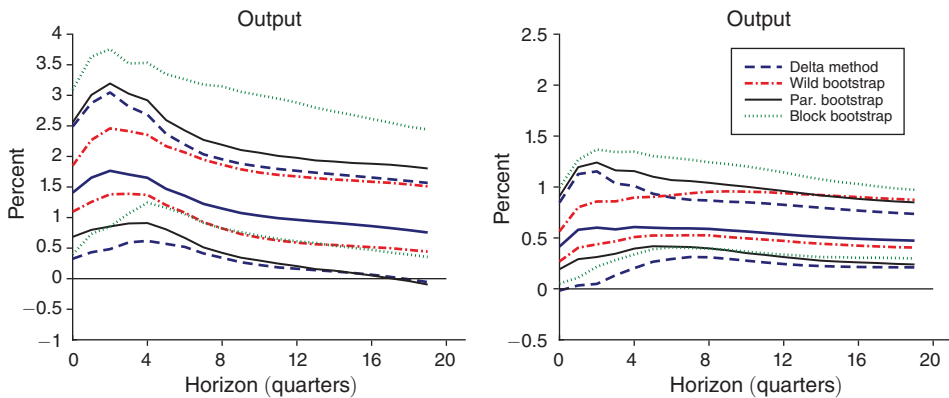 Output
Percent
4
3.5
3
2.5
2
1.5
1
0.5
0
−0.5
−1
0 4 8 12 16 20
Horizon (quarters)
Output
Percent
2.5
2
1.5
1
0.5
0
−0.5
0 4 8 12 16 20
Horizon (quarters)
Delta method
Wild bootstrap
Par. bootstrap
Block bootstrap